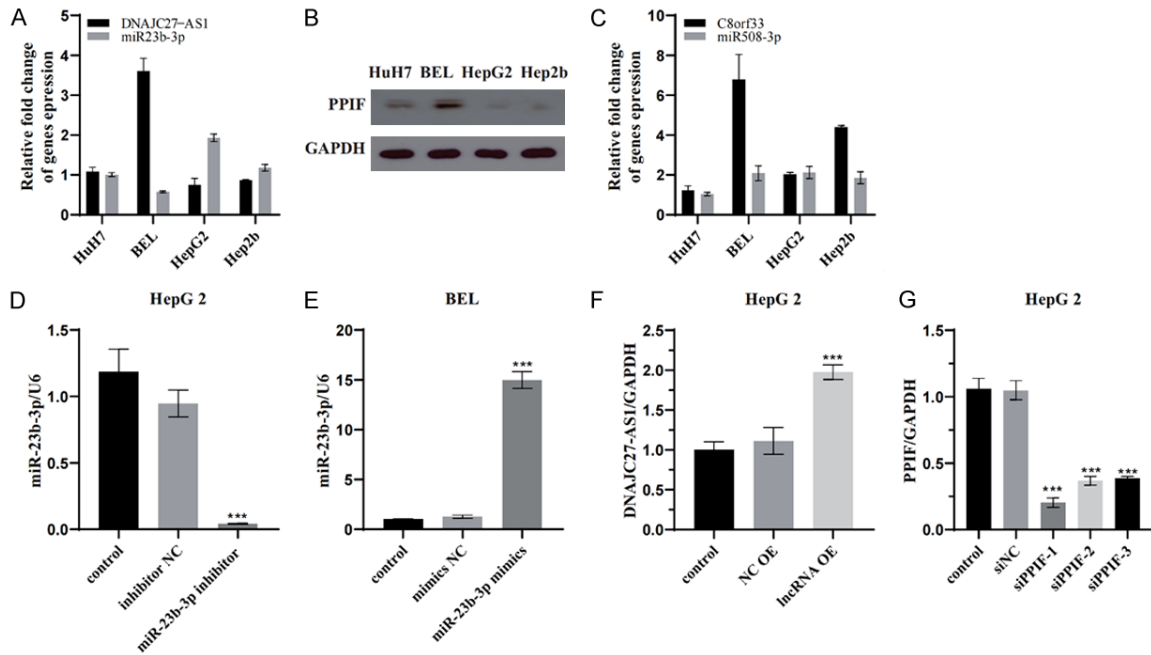 A
Relative fold change
of genes epression
5
4
3
2
1
0
DNAJC27-AS1
miR23b-3p
HuH7
BEL
HepG2
Hep2b
B
HuH7 BEL HepG2 Hep2b
PPIF
GAPDH
C
Relative fold change
of genes epression
10
8
6
4
2
0
C8orf33
miR508-3p
HuH7
BEL
HepG2
Hep2b
D
HepG 2
miR-23b-3p/U6
1.5
1.0
0.5
0.0
***
control
inhibitor NC
miR-23b-3p inhibitor
E
BEL
miR-23b-3p/U6
20
15
10
5
0
***
control
mimics NC
miR-23b-3p mimics
F
HepG 2
DNAJC27-AS1/GAPDH
2.5
2.0
1.5
1.0
0.5
0.0
***
control
NC OE
lncRNA OE
G
HepG 2
PPIF/GAPDH
1.5
1.0
0.5
0.0
***
***
***
control
siNC
siPPIF-1
siPPIF-2
siPPIF-3